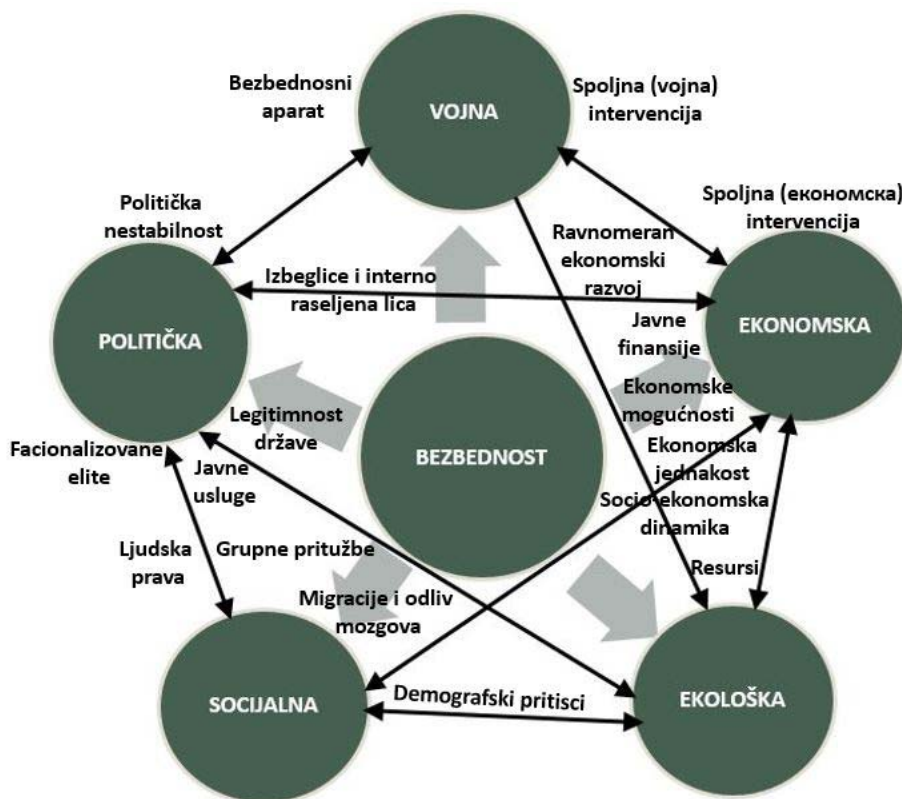 Bezbednosni
aparat
VOJNA
Spoljna (vojna)
intervencija
Politička
nestabilnost
Spoljna (економска)
intervencija
Ravnomeran
ekonomski
razvoj
Izbeglice i interno
raseljena lica
POLITIČKA
EKONOMSKA
Javne
finansije
Ekonomske
mogućnosti
Legitimnost
države
BEZBEDNOST
Facionalizovane
elite
Javne
usluge
Ekonomska
jednakost
Socio-ekonomska
dinamika
Ljudska
prava
Grupne pritužbe
Resursi
Migracije i odliv
mozgova
SOCIJALNA
Demografski pritisci
EKOLOŠKA